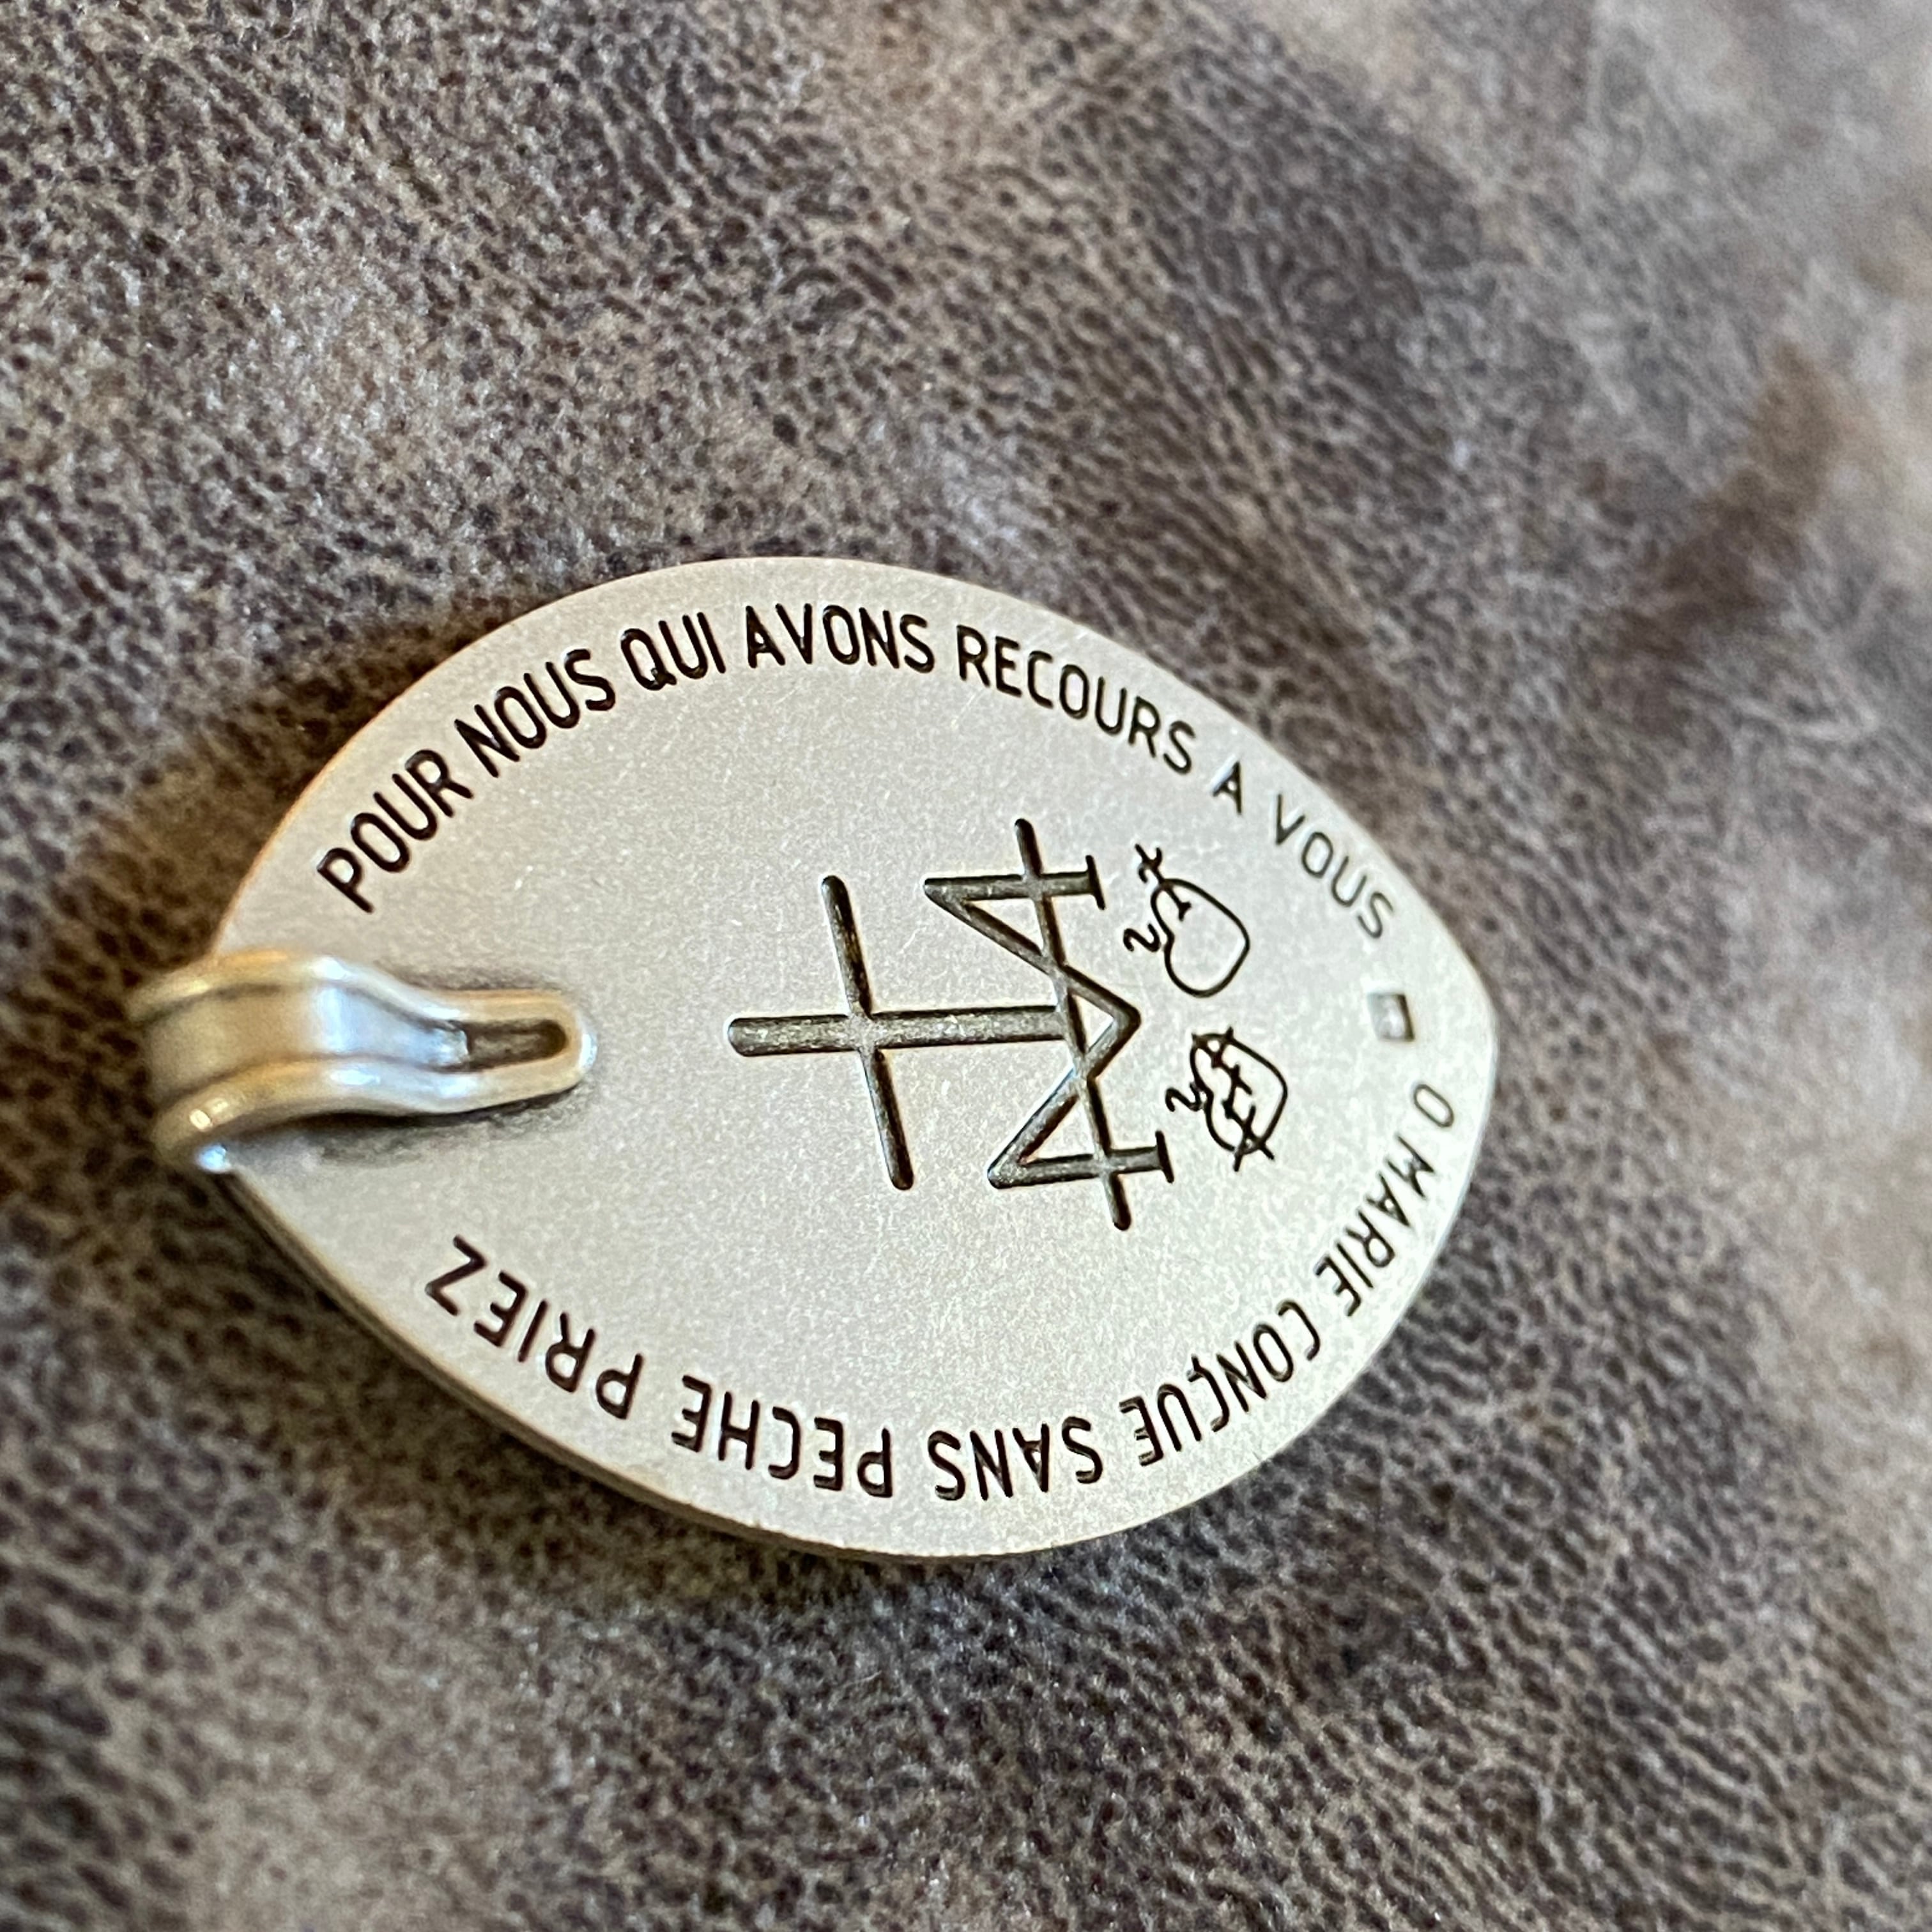 O MARIE CONÇUE SANS PECHE PRIEZ
POUR NOUS QUI AVONS RECOURS A VOUS
M